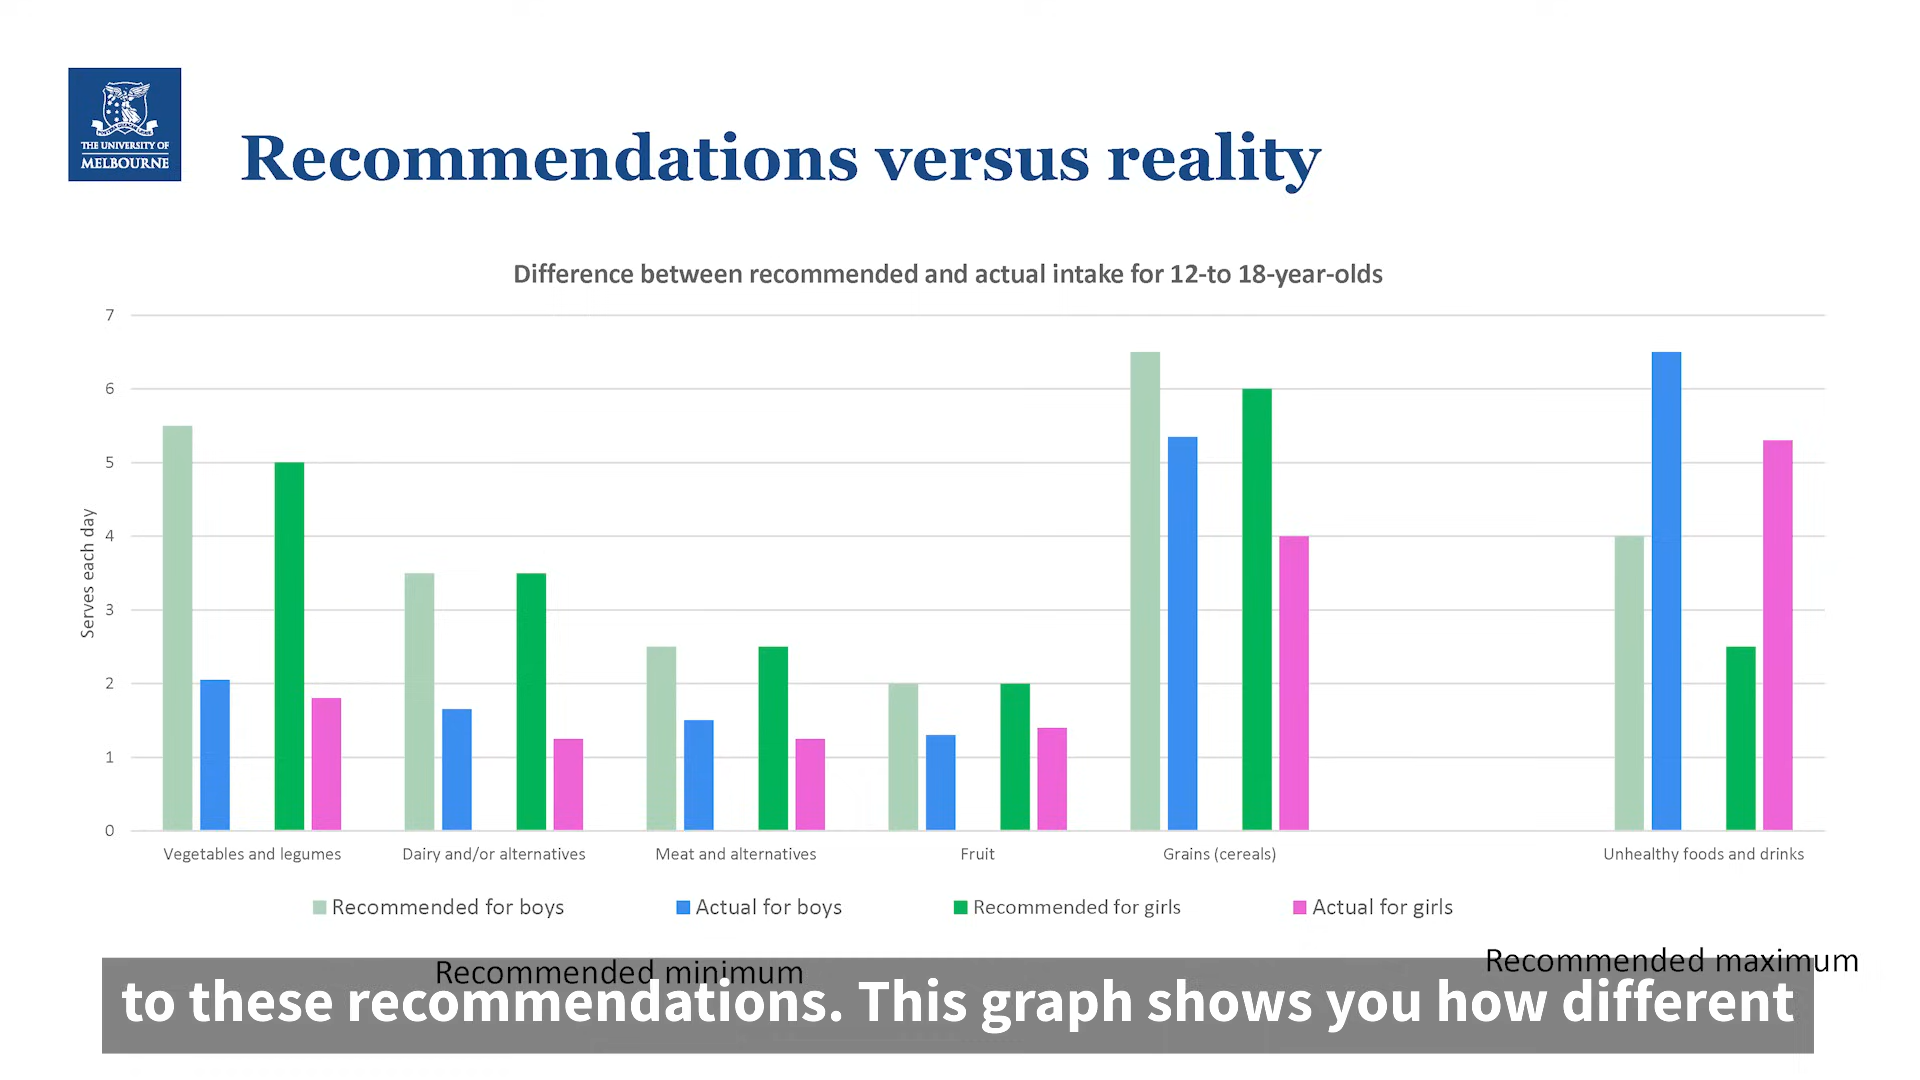 THE UNIVERSITY OF
MELBOURNE
Recommendations versus reality
Difference between recommended and actual intake for 12-to 18-year-olds
7
6
5
4
3
2
1
0
Serves each day
Vegetables and legumes
Dairy and/or alternatives
Meat and alternatives
Fruit
Grains (cereals)
Unhealthy foods and drinks
Recommended for boys
Actual for boys
Recommended for girls
Actual for girls
Recommended minimum
Recommended maximum
to these recommendations. This graph shows you how different